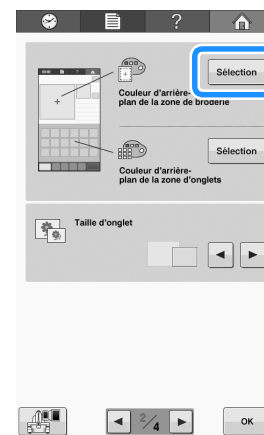 ?
Sélection
Couleur d'arrière-
plan de la zone de broderie
Sélection
Couleur d'arrière-
plan de la zone d'onglets
Taille d'onglet
2/4
OK